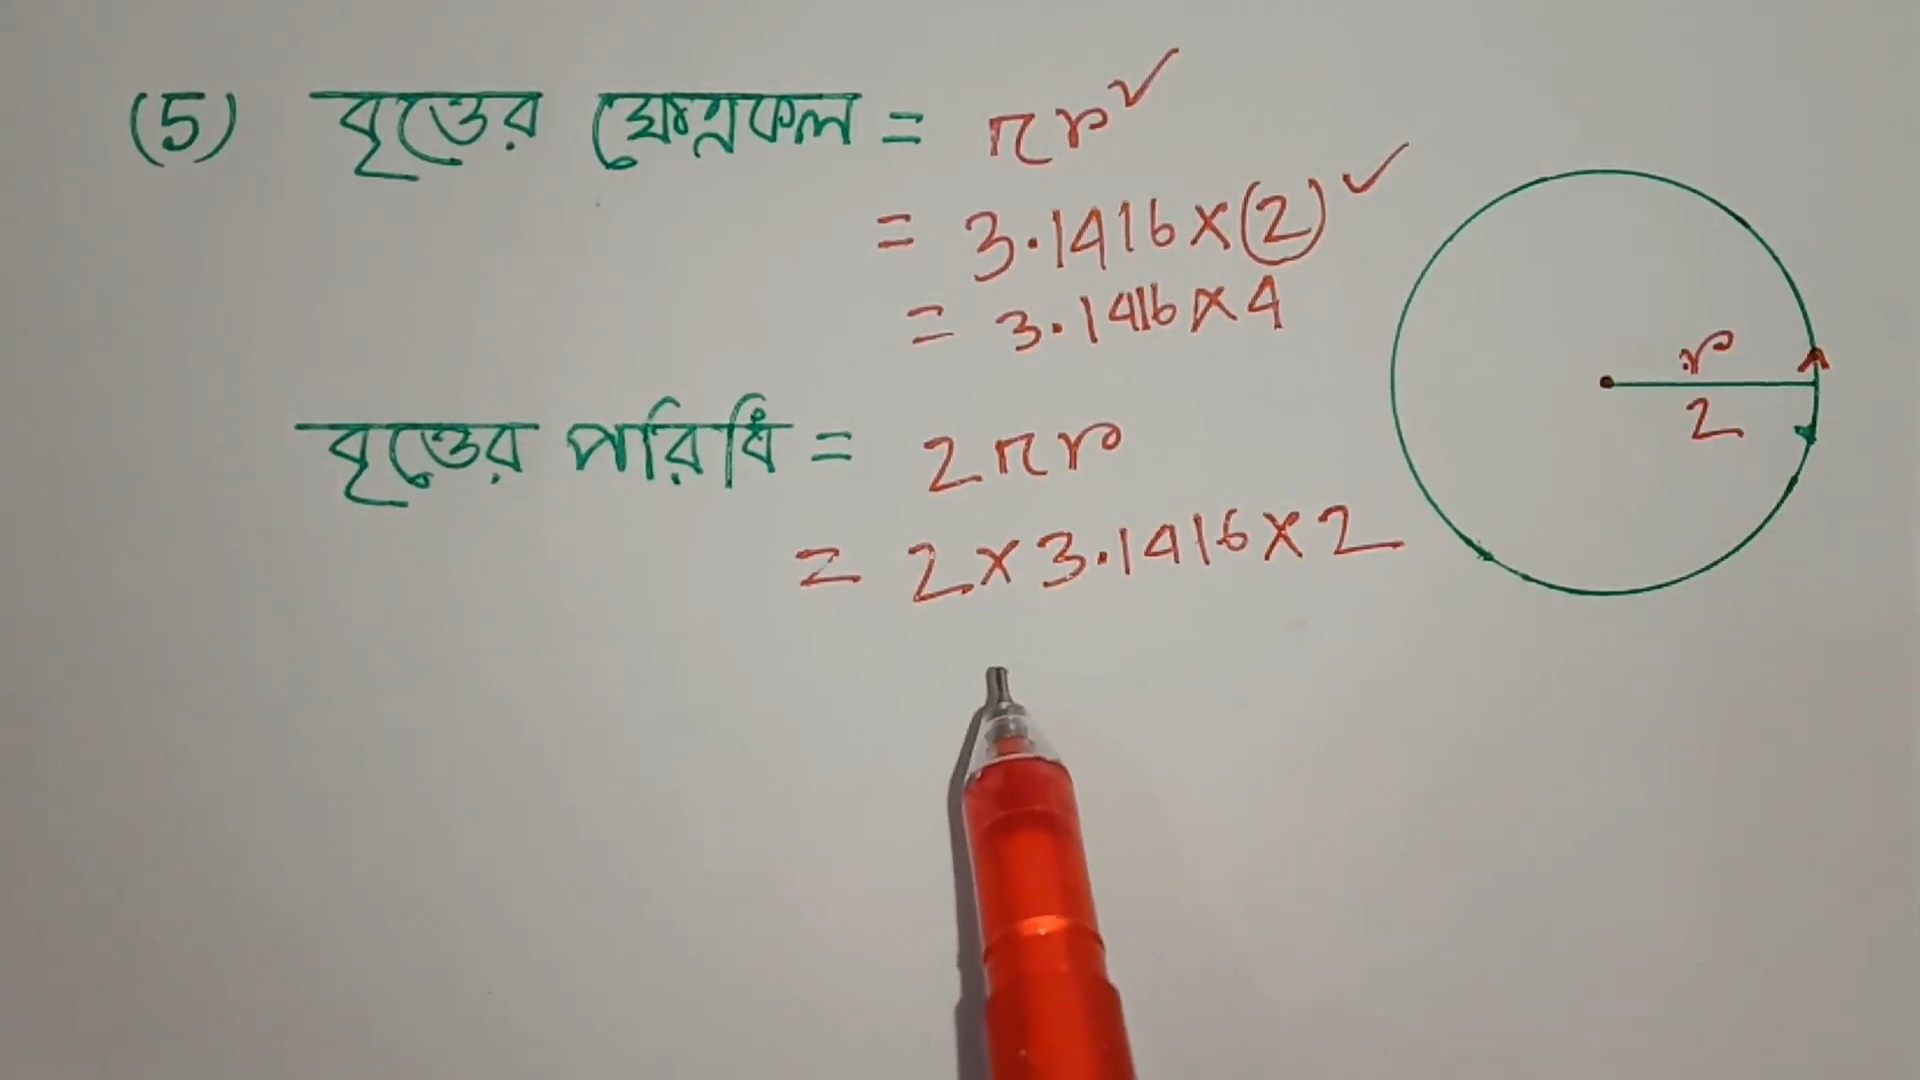 (5) বৃত্তের ক্ষেত্রফল = πr²
= 3.1416×(2)²
= 3.1416×4
বৃত্তের পরিধি = 2πr
= 2×3.1416×2
r
2